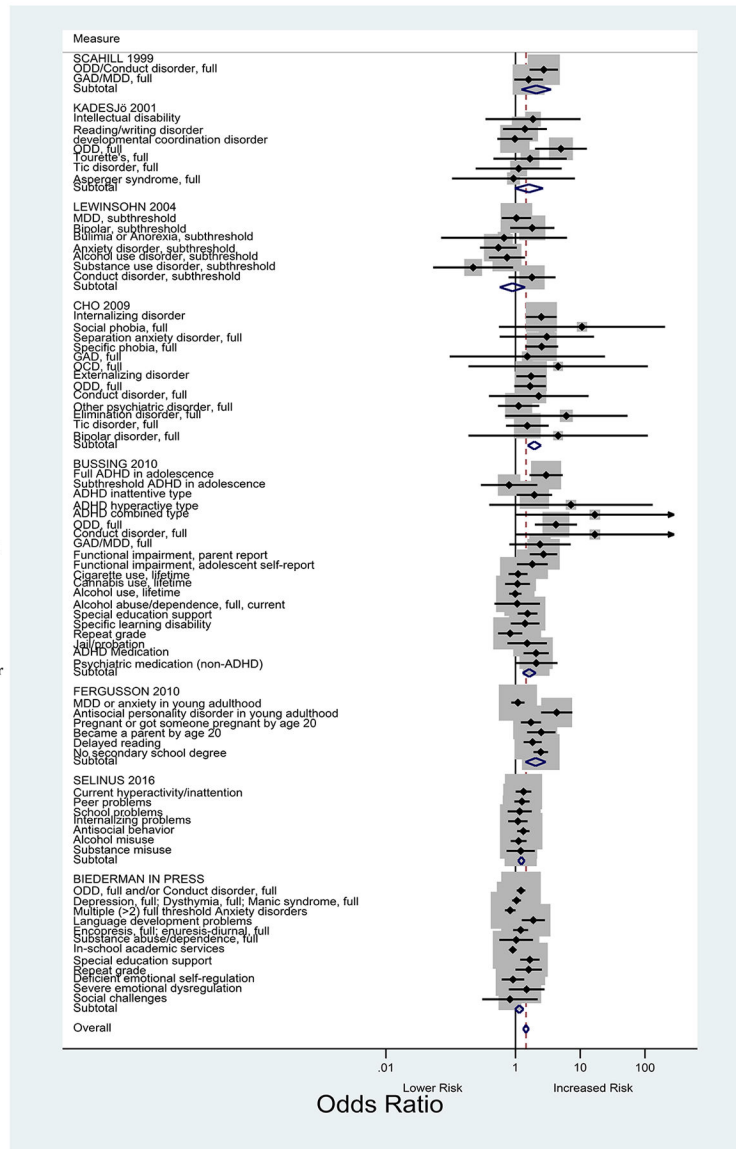 Measure
SCAHILL 1999
ODD/Conduct disorder, full
GAD/MDD, full
Subtotal
KADESJö 2001
Intellectual disability
Reading/writing disorder
developmental coordination disorder
ODD, full
Tourette's, full
Tic disorder, full
Asperger syndrome, full
Subtotal
LEWINSOHN 2004
MDD, subthreshold
Bipolar, subthreshold
Bulimia or Anorexia, subthreshold
Anxiety disorder, subthreshold
Alcohol use disorder, subthreshold
Substance use disorder, subthreshold
Conduct disorder, subthreshold
Subtotal
CHO 2009
Internalizing disorder
Social phobia, full
Separation anxiety disorder, full
Specific phobia, full
GAD, full
OCD, full
Externalizing disorder
ODD, full
Conduct disorder, full
Other psychiatric disorder, full
Elimination disorder, full
Tic disorder, full
Bipolar disorder, full
Subtotal
BUSSING 2010
Full ADHD in adolescence
Subthreshold ADHD in adolescence
ADHD inattentive type
ADHD hyperactive type
ADHD combined type
ODD, full
Conduct disorder, full
GAD/MDD, full
Functional impairment, parent report
Functional impairment, adolescent self-report
Cigarette use, lifetime
Cannabis use, lifetime
Alcohol use, lifetime
Alcohol abuse/dependence, full, current
Special education support
Specific learning disability
Repeat grade
Jail/probation
ADHD Medication
r
Psychiatric medication (non-ADHD)
Subtotal
FERGUSSON 2010
MDD or anxiety in young adulthood
Antisocial personality disorder in young adulthood
Pregnant or got someone pregnant by age 20
Became a parent by age 20
Delayed reading
No secondary school degree
Subtotal
SELINUS 2016
Current hyperactivity/inattention
Peer problems
School problems
Internalizing problems
Antisocial behavior
Alcohol misuse
Substance misuse
Subtotal
BIEDERMAN IN PRESS
ODD, full and/or Conduct disorder, full
Depression, full; Dysthymia, full; Manic syndrome, full
Multiple (>2) full threshold Anxiety disorders
Language development problems
Encopresis, full; enuresis-diurnal, full
Substance abuse/dependence, full
In-school academic services
Special education support
Repeat grade
Deficient emotional self-regulation
Severe emotional dysregulation
Social challenges
Subtotal
Overall
.01 1 10 100
Lower Risk Increased Risk
Odds Ratio